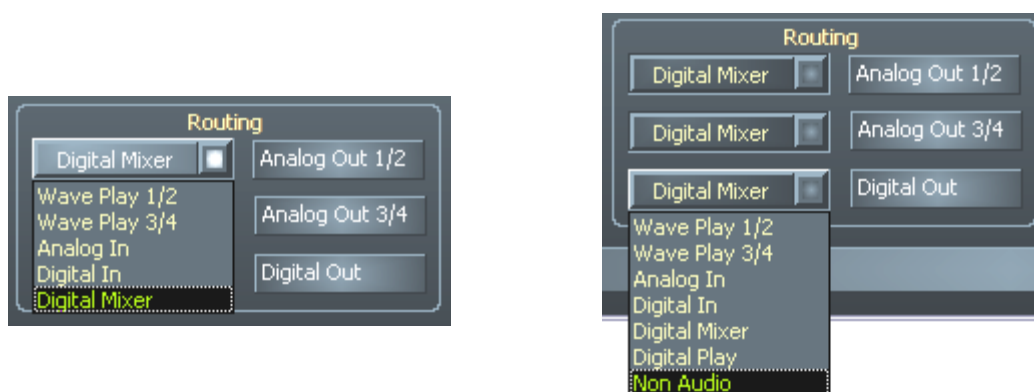 Routing
Digital Mixer
Analog Out 1/2
Wave Play 1/2
Wave Play 3/4
Analog In
Digital In
Digital Mixer
Analog Out 3/4
Digital Out
Routing
Digital Mixer
Analog Out 1/2
Digital Mixer
Analog Out 3/4
Digital Mixer
Digital Out
Wave Play 1/2
Wave Play 3/4
Analog In
Digital In
Digital Mixer
Digital Play
Non Audio